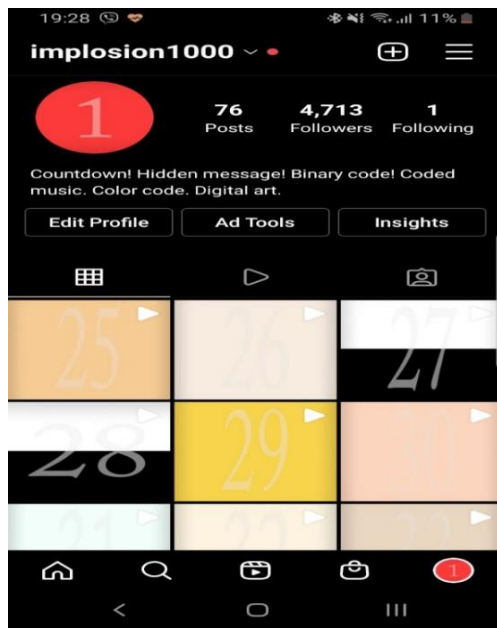 19:28 11%
implosion1000
1
76 4,713 1
Posts Followers Following
Countdown! Hidden message! Binary code! Coded
music. Color code. Digital art.
Edit Profile Ad Tools Insights
25 26 27
28 29 30
1